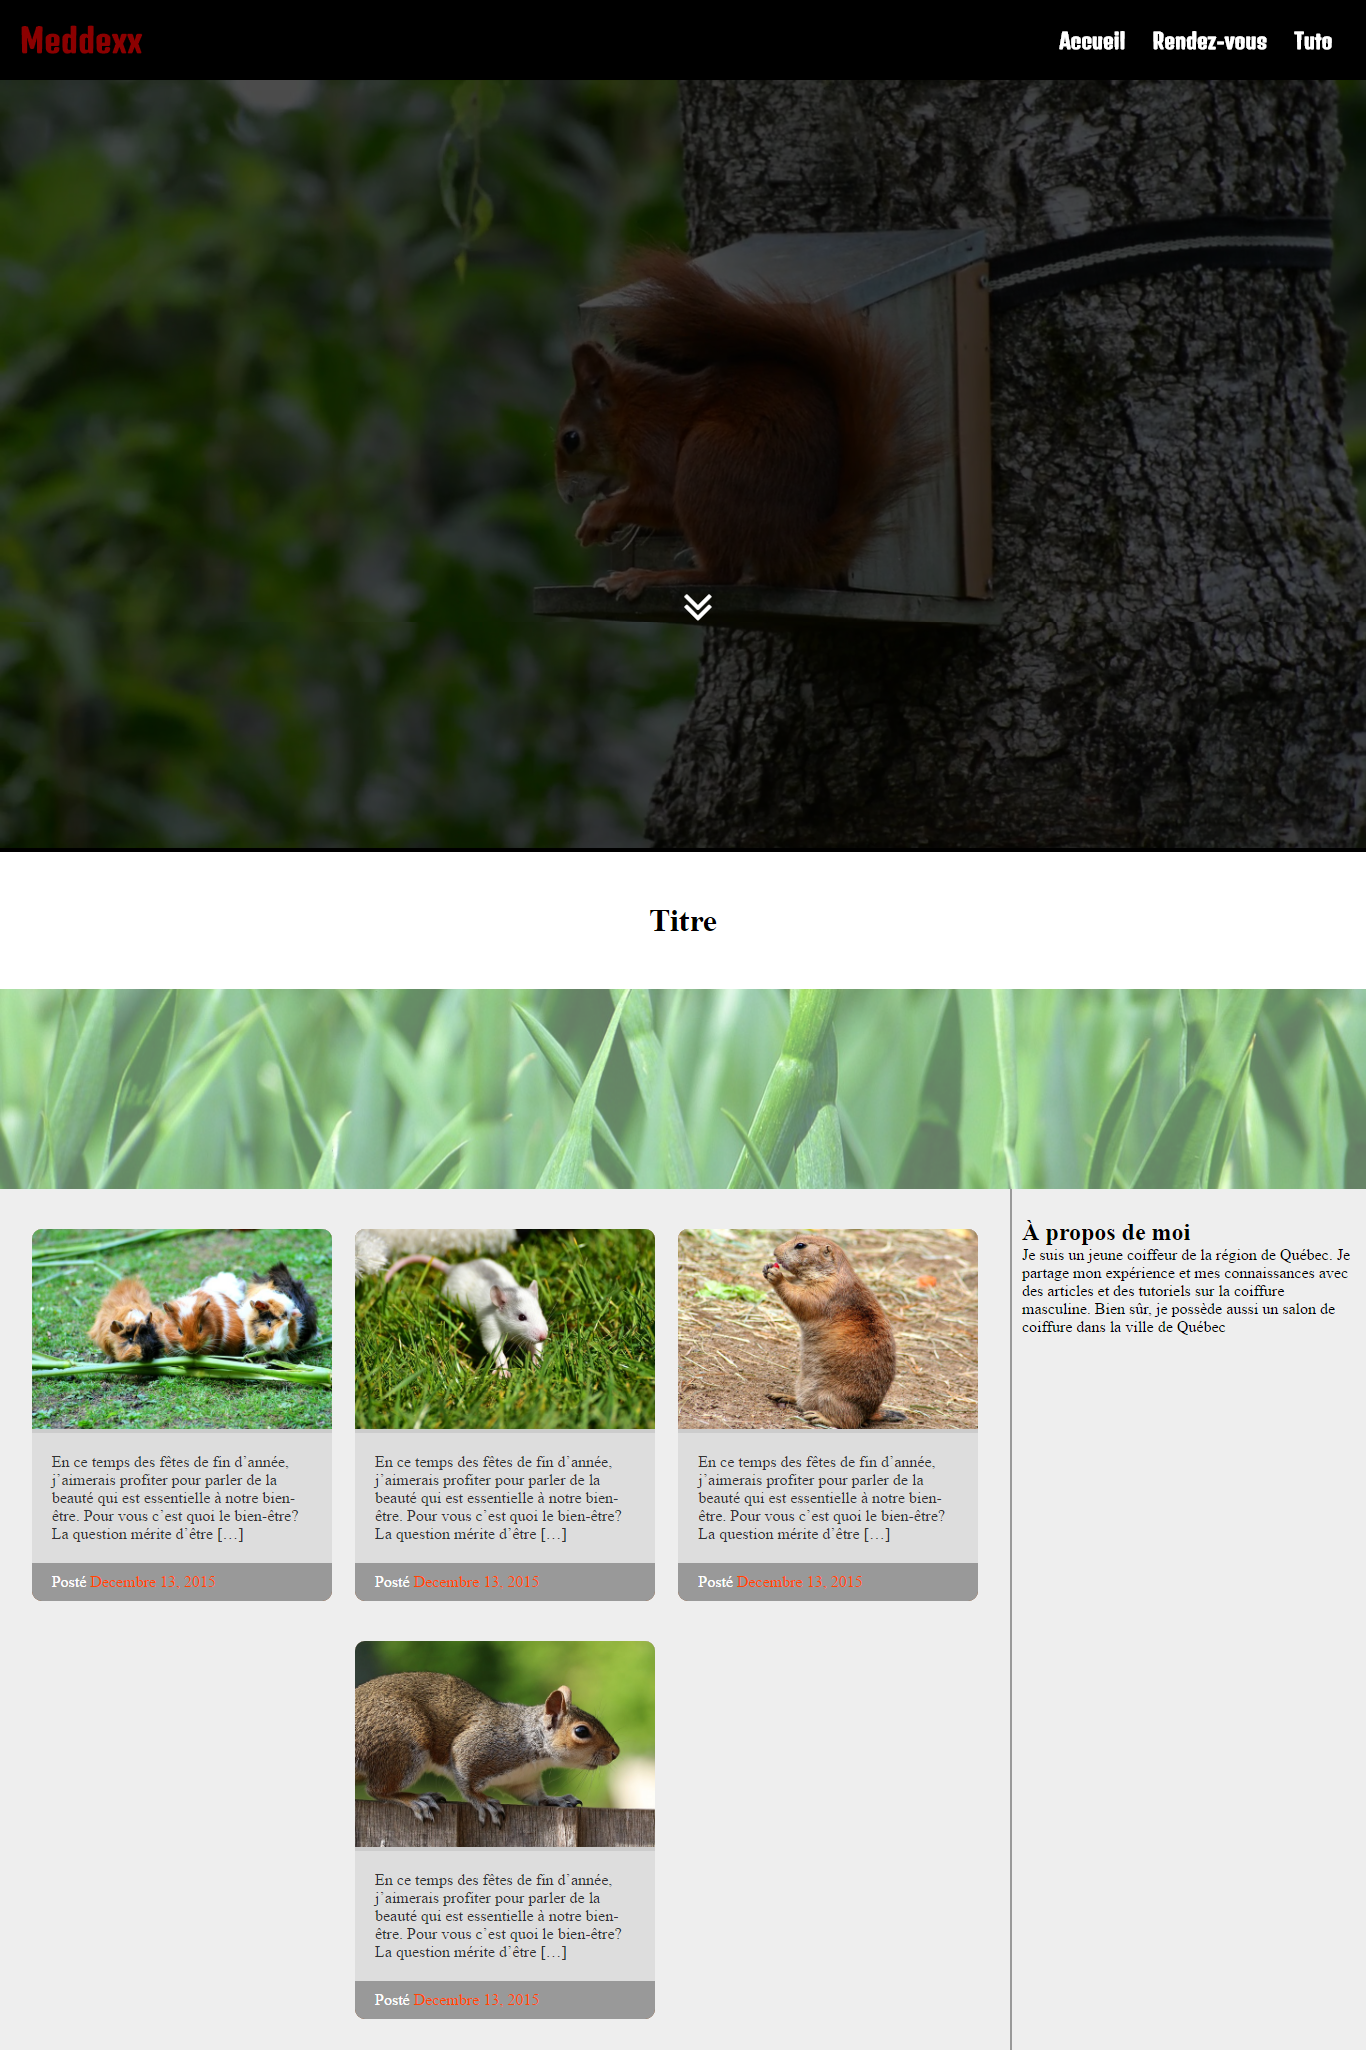 Meddexx
Accueil Rendez-vous Tuto
Titre
En ce temps des fêtes de fin d’année,
j’aimerais profiter pour parler de la
beauté qui est essentielle à notre bien-
être. Pour vous c’est quoi le bien-être?
La question mérite d’être […]
Posté Decembre 13, 2015
En ce temps des fêtes de fin d’année,
j’aimerais profiter pour parler de la
beauté qui est essentielle à notre bien-
être. Pour vous c’est quoi le bien-être?
La question mérite d’être […]
Posté Decembre 13, 2015
En ce temps des fêtes de fin d’année,
j’aimerais profiter pour parler de la
beauté qui est essentielle à notre bien-
être. Pour vous c’est quoi le bien-être?
La question mérite d’être […]
Posté Decembre 13, 2015
En ce temps des fêtes de fin d’année,
j’aimerais profiter pour parler de la
beauté qui est essentielle à notre bien-
être. Pour vous c’est quoi le bien-être?
La question mérite d’être […]
Posté Decembre 13, 2015
À propos de moi
Je suis un jeune coiffeur de la région de Québec. Je
partage mon expérience et mes connaissances avec
des articles et des tutoriels sur la coiffure
masculine. Bien sûr, je possède aussi un salon de
coiffure dans la ville de Québec